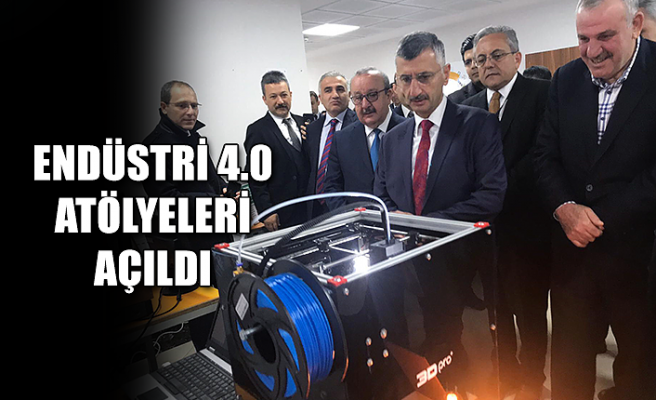 ENDÜSTRİ 4.0
ATÖLYELERİ
AÇILDI
3D pro